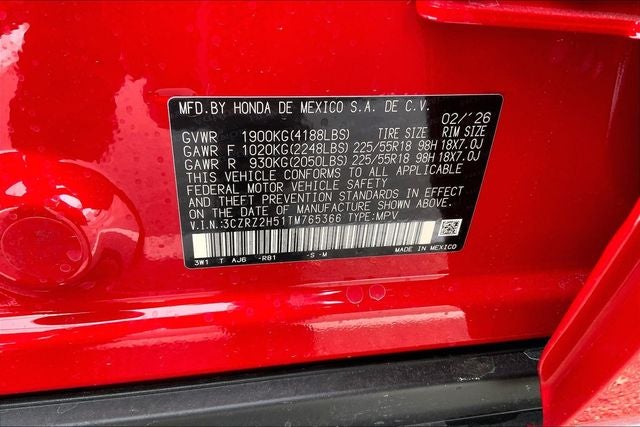 MFD. BY HONDA DE MEXICO S.A. DE C.V.
02/'26
GVWR 1900KG(4188LBS) TIRE SIZE RIM SIZE
GAWR F 1020KG(2248LBS) 225/55R18 98H 18X7.0J
GAWR R 930KG(2050LBS) 225/55R18 98H 18X7.0J
THIS VEHICLE CONFORMS TO ALL APPLICABLE
FEDERAL MOTOR VEHICLE SAFETY
AND THEFT PREVENTION STANDARDS IN EFFECT
ON THE DATE OF MANUFACTURE SHOWN ABOVE.
V.I.N.:3CZRZ2H51TM765366 TYPE:MPV
3W1 T AJ6 -R81 -S -M MADE IN MEXICO